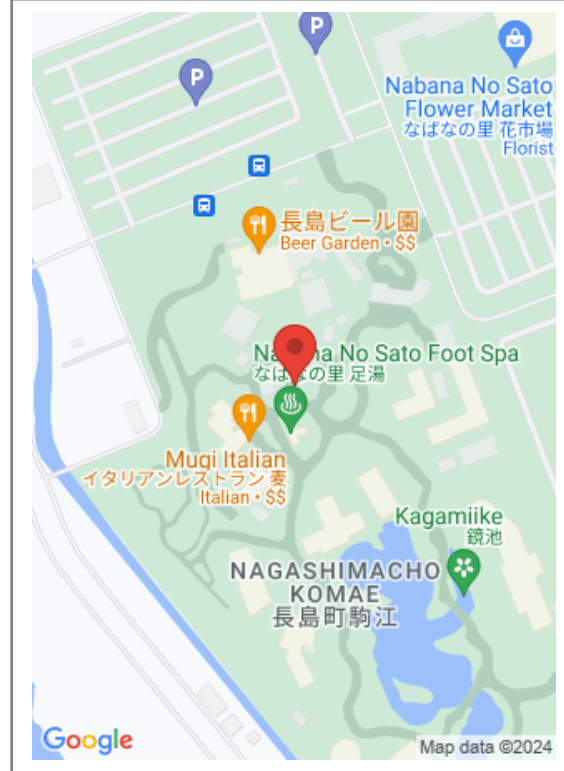 P
P
Nabana No Sato
Flower Market
なばなの里 花市場
Florist
長島ビール園
Beer Garden • $$
Nabana No Sato Foot Spa
なばなの里 足湯
Mugi Italian
イタリアンレストラン 麦
Italian • $$
Kagamiike
鏡池
NAGASHIMACHO
KOMAE
長島町駒江
Google
Map data ©2024